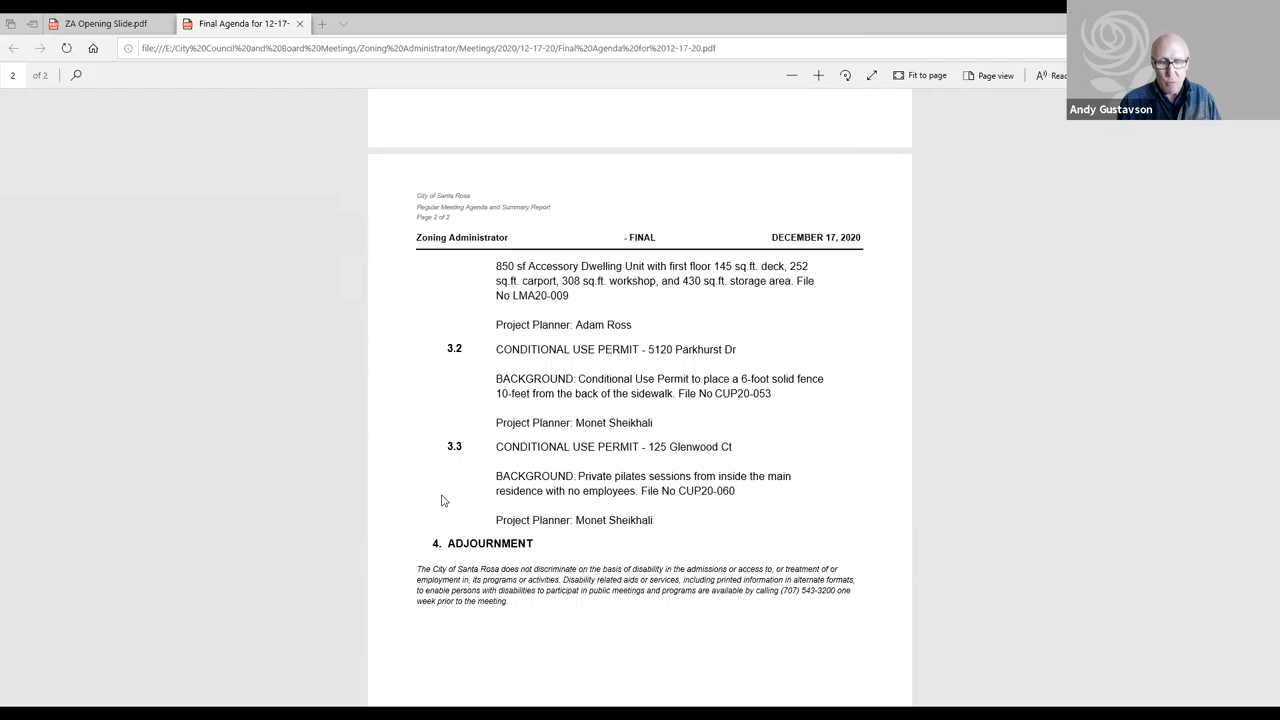 ZA Opening Slide.pdf
Final Agenda for 12-17-
file:///E:/City%20Council%20and%20Board%20Meetings/Zoning%20Administrator/Meetings/2020/12-17-20/Final%20Agenda%20for%2012-17-20.pdf
2 of 2
Fit to page
Page view
Andy Gustavson
City of Santa Rosa
Regular Meeting Agenda and Summary Report
Page 2 of 2
Zoning Administrator - FINAL DECEMBER 17, 2020
850 sf Accessory Dwelling Unit with first floor 145 sq.ft. deck, 252
sq.ft. carport, 308 sq.ft. workshop, and 430 sq.ft. storage area. File
No LMA20-009
Project Planner: Adam Ross
3.2 CONDITIONAL USE PERMIT - 5120 Parkhurst Dr
BACKGROUND: Conditional Use Permit to place a 6-foot solid fence
10-feet from the back of the sidewalk. File No CUP20-053
Project Planner: Monet Sheikhali
3.3 CONDITIONAL USE PERMIT - 125 Glenwood Ct
BACKGROUND: Private pilates sessions from inside the main
residence with no employees. File No CUP20-060
Project Planner: Monet Sheikhali
4. ADJOURNMENT
The City of Santa Rosa does not discriminate on the basis of disability in the admissions or access to, or treatment of or
employment in, its programs or activities. Disability related aids or services, including printed information in alternate formats,
to enable persons with disabilities to participat in public meetings and programs are available by calling (707) 543-3200 one
week prior to the meeting.